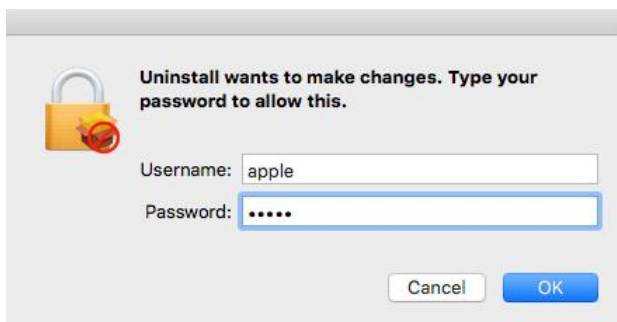 Uninstall wants to make changes. Type your
password to allow this.
Username: apple
Password: •••••
Cancel OK